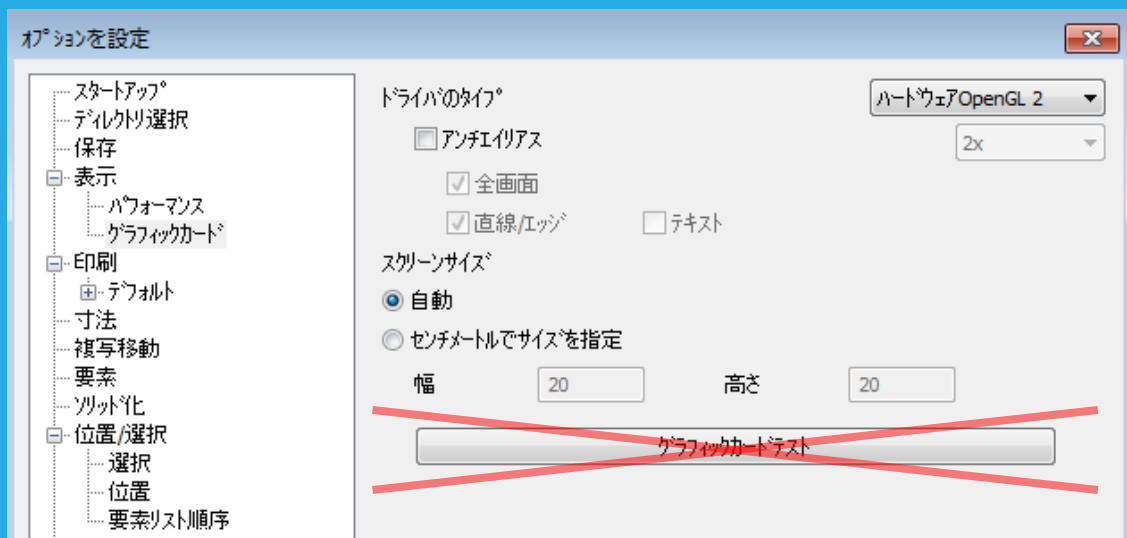 オプションを設定
スタートアップ
ディレクトリ選択
保存
表示
パフォーマンス
グラフィックカード
印刷
デフォルト
寸法
複写移動
要素
ソリッド化
位置/選択
選択
位置
要素リスト順序
ドライバのタイプ
ハードウェアOpenGL 2
アンチエイリアス
2x
全画面
直線/エッジ
テキスト
スクリーンサイズ
自動
センチメートルでサイズを指定
幅
20
高さ
20
グラフィックカードテスト